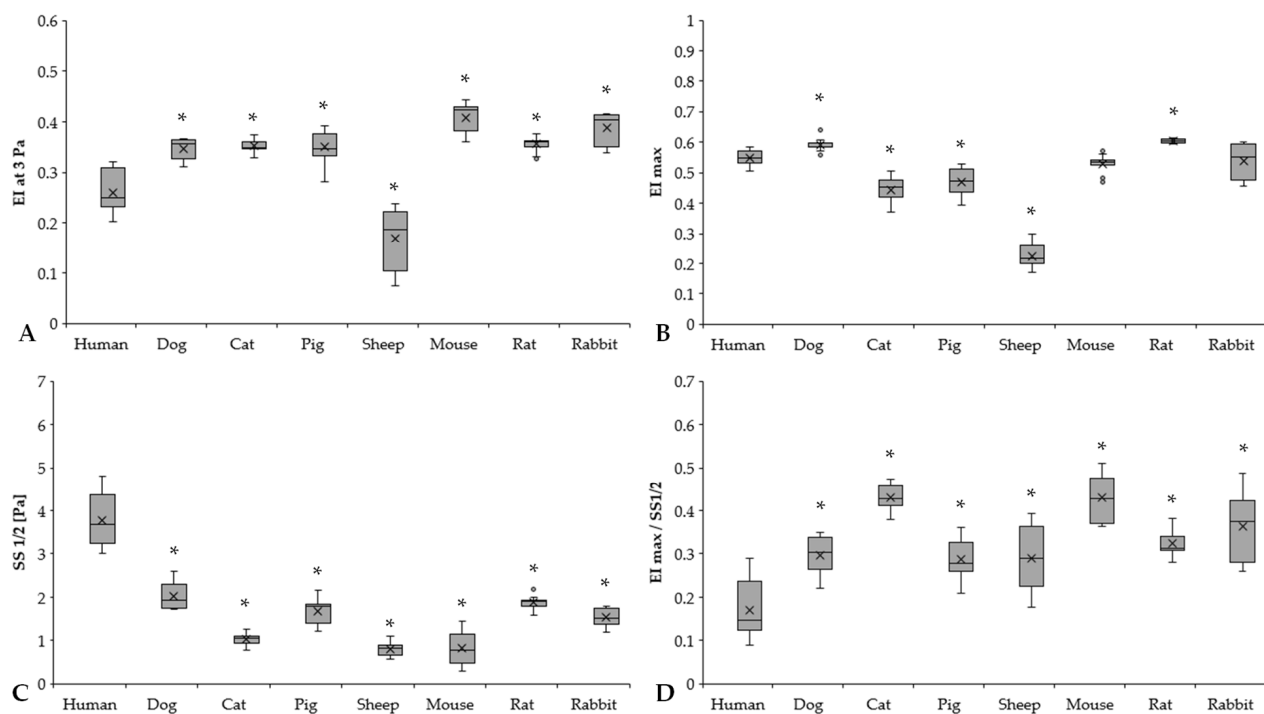 EI at 3 Pa
0.6
0.5
0.4
0.3
0.2
0.1
0
* * * * * * *
A
Human Dog Cat Pig Sheep Mouse Rat Rabbit
EI max
1
0.9
0.8
0.7
0.6
0.5
0.4
0.3
0.2
0.1
0
* * * * *
B
Human Dog Cat Pig Sheep Mouse Rat Rabbit
SS 1/2 [Pa]
7
6
5
4
3
2
1
0
* * * * * * *
C
Human Dog Cat Pig Sheep Mouse Rat Rabbit
EI max / SS1/2
0.7
0.6
0.5
0.4
0.3
0.2
0.1
0
* * * * * * *
D
Human Dog Cat Pig Sheep Mouse Rat Rabbit